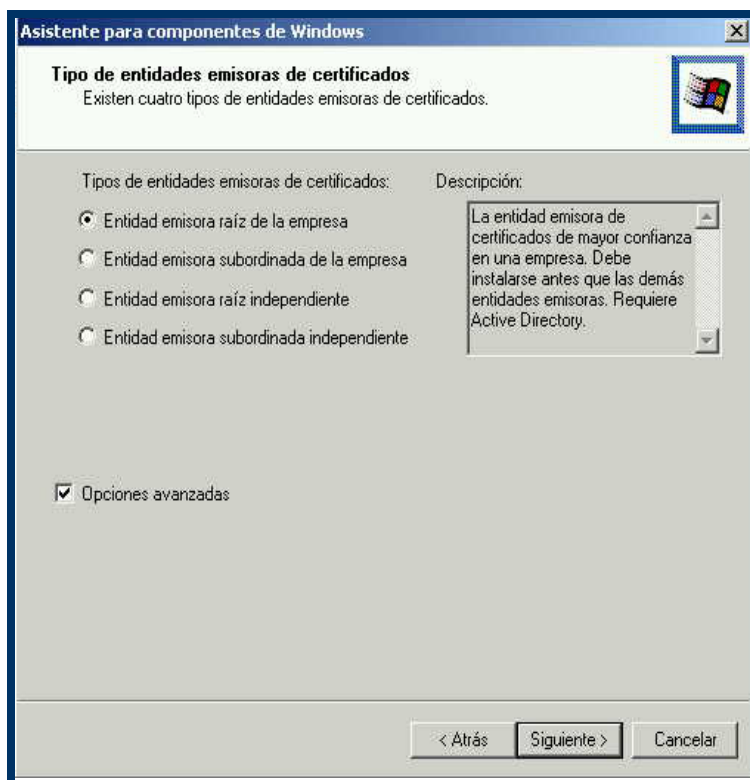 Asistente para componentes de Windows
Tipo de entidades emisoras de certificados
Existen cuatro tipos de entidades emisoras de certificados.
Tipos de entidades emisoras de certificados:
Entidad emisora raíz de la empresa
Entidad emisora subordinada de la empresa
Entidad emisora raíz independiente
Entidad emisora subordinada independiente
Descripción:
La entidad emisora de
certificados de mayor confianza
en una empresa. Debe
instalarse antes que las demás
entidades emisoras. Requiere
Active Directory.
Opciones avanzadas
< Atrás
Siguiente >
Cancelar